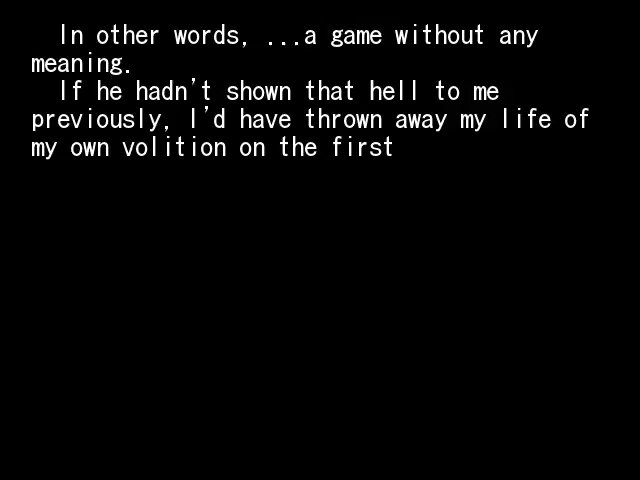 In other words, ...a game without any
meaning.
If he hadn't shown that hell to me
previously, I'd have thrown away my life of
my own volition on the first